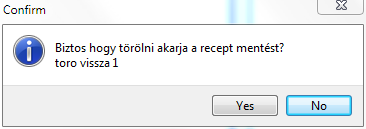 Confirm
Biztos hogy törölni akarja a recept mentést?
toro vissza 1
Yes
No